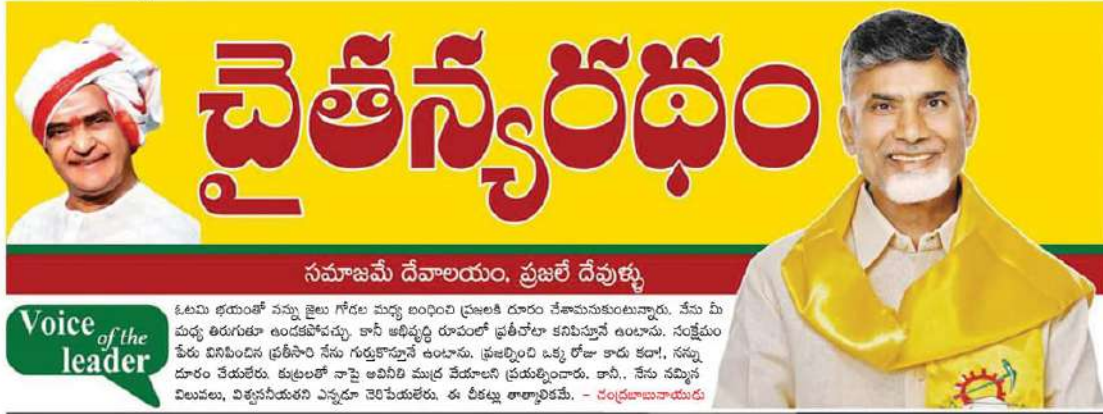 చైతన్యరథం
సమాజమే దేవాలయం, ప్రజలే దేవుళ్ళు
Voice of the leader
ఓటమి భయంతో నన్ను జైలు గోడల మధ్య బంధించి ప్రజలకి దూరం చేశామనుకుంటున్నారు. నేను మీ
మధ్య తిరుగుతూ ఉండకపోవచ్చు. కానీ అభివృద్ధి రూపంలో ప్రతీచోటా కనిపిస్తూనే ఉంటాను. సంక్షేమం
పేరు వినిపించిన ప్రతీసారి నేను గుర్తుకొస్తూనే ఉంటాను. ప్రజల్నించి ఒక్క రోజు కాదు కదా!, నన్ను
దూరం చేయలేరు. కుట్రలతో నాపై అవినీతి ముద్ర వేయాలని ప్రయత్నించారు. కానీ.. నేను నమ్మిన
విలువలు, విశ్వసనీయతని ఎన్నడూ చెరిపేయలేరు. ఈ చీకట్లు తాత్కాలికమే. – చంద్రబాబునాయుడు